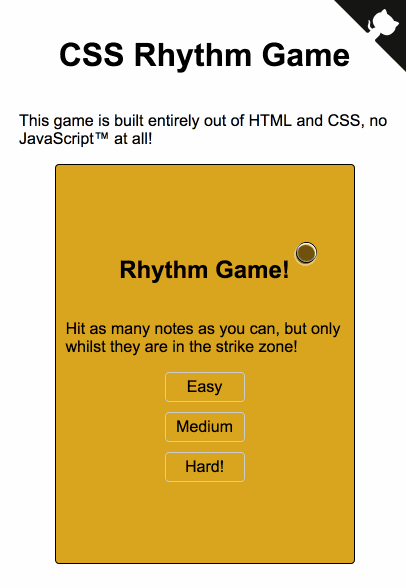 CSS Rhythm Game
This game is built entirely out of HTML and CSS, no
JavaScript™ at all!
Rhythm Game!
Hit as many notes as you can, but only
whilst they are in the strike zone!
Easy
Medium
Hard!